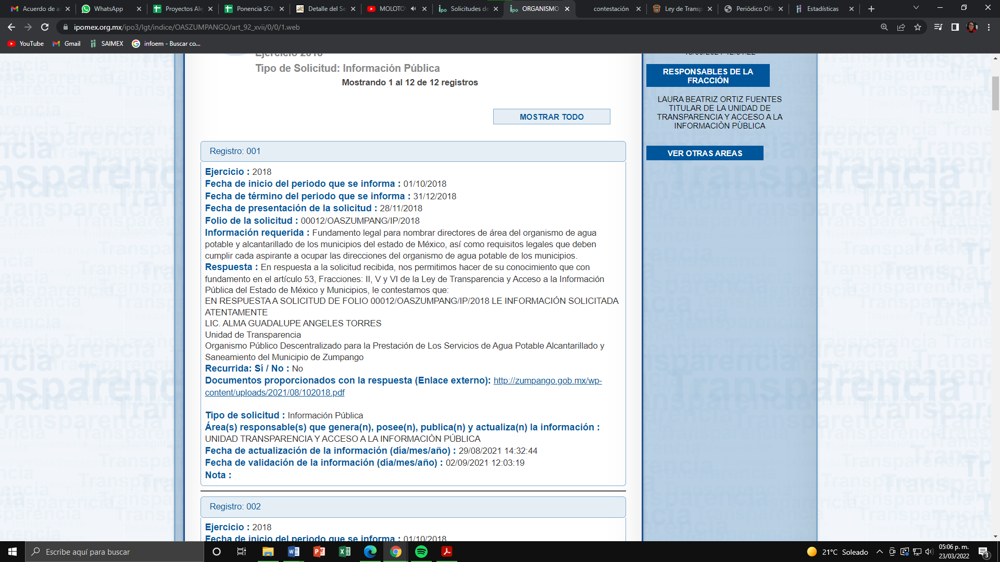 Acuerdo de a
WhatsApp
Proyectos Ale
Ponencia SCM
Detalle del Se
MOLOTOV
Solicitudes de
ORGANISMO
contestación
Ley de Transp
Periódico Ofic
Estadísticas
ipomex.org.mx/ipo3/lgt/indice/OASZUMPANGO/art_92_xvii/0/0/1.web
YouTube
Gmail
SAIMEX
infoem - Buscar co...
Ejercicio 2018
Tipo de Solicitud: Información Pública
Mostrando 1 al 12 de 12 registros
MOSTRAR TODO
Registro: 001
Ejercicio : 2018
Fecha de inicio del periodo que se informa : 01/10/2018
Fecha de término del periodo que se informa : 31/12/2018
Fecha de presentación de la solicitud : 28/11/2018
Folio de la solicitud : 00012/OASZUMPANG/IP/2018
Información requerida : Fundamento legal para nombrar directores de área del organismo de agua
potable y alcantarillado de los municipios del estado de México, así como requisitos legales que deben
cumplir cada aspirante a ocupar las direcciones del organismo de agua potable de los municipios.
Respuesta : En respuesta a la solicitud recibida, nos permitimos hacer de su conocimiento que con
fundamento en el artículo 53, Fracciones: II, V y VI de la Ley de Transparencia y Acceso a la Información
Pública del Estado de México y Municipios, le contestamos que:
EN RESPUESTA A SOLICITUD DE FOLIO 00012/OASZUMPANG/IP/2018 LE INFORMACIÓN SOLICITADA
ATENTAMENTE
LIC. ALMA GUADALUPE ANGELES TORRES
Unidad de Transparencia
Organismo Público Descentralizado para la Prestación de Los Servicios de Agua Potable Alcantarillado y
Saneamiento del Municipio de Zumpango
Recurrida: Sí / No : No
Documentos proporcionados con la respuesta (Enlace externo): http://zumpango.gob.mx/wp-
content/uploads/2021/08/102018.pdf
Tipo de solicitud : Información Pública
Área(s) responsable(s) que genera(n), posee(n), publica(n) y actualiza(n) la información :
UNIDAD TRANSPARENCIA Y ACCESO A LA INFORMACIÒN PÚBLICA
Fecha de actualización de la información (día/mes/año) : 29/08/2021 14:32:44
Fecha de validación de la información (día/mes/año) : 02/09/2021 12:03:19
Nota :
Registro: 002
Ejercicio : 2018
Fecha de inicio del periodo que se informa : 01/10/2018
RESPONSABLES DE LA
FRACCIÓN
LAURA BEATRIZ ORTIZ FUENTES
TITULAR DE LA UNIDAD DE
TRANSPARENCIA Y ACCESO A LA
INFORMACIÒN PÙBLICA
VER OTRAS AREAS
Escribe aquí para buscar
21°C Soleado
05:06 p. m.
23/03/2022
3